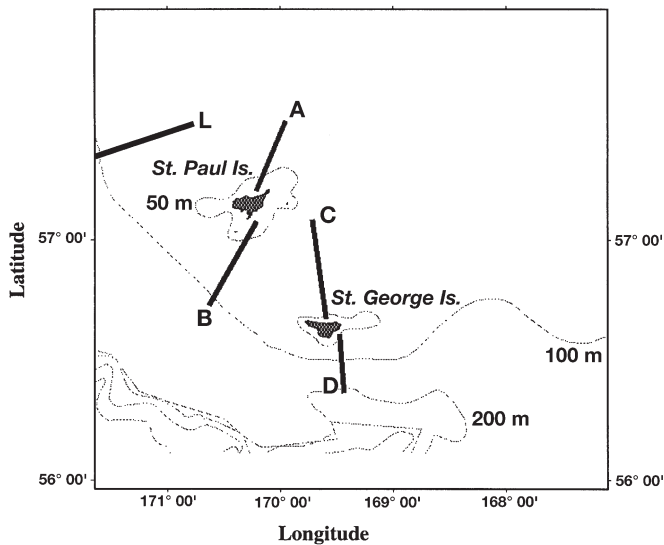 A
L
St. Paul Is.
50 m
C
57° 00'
57° 00'
Latitude
St. George Is.
B
100 m
D
200 m
56° 00'
56° 00'
171° 00'
170° 00'
169° 00'
168° 00'
Longitude